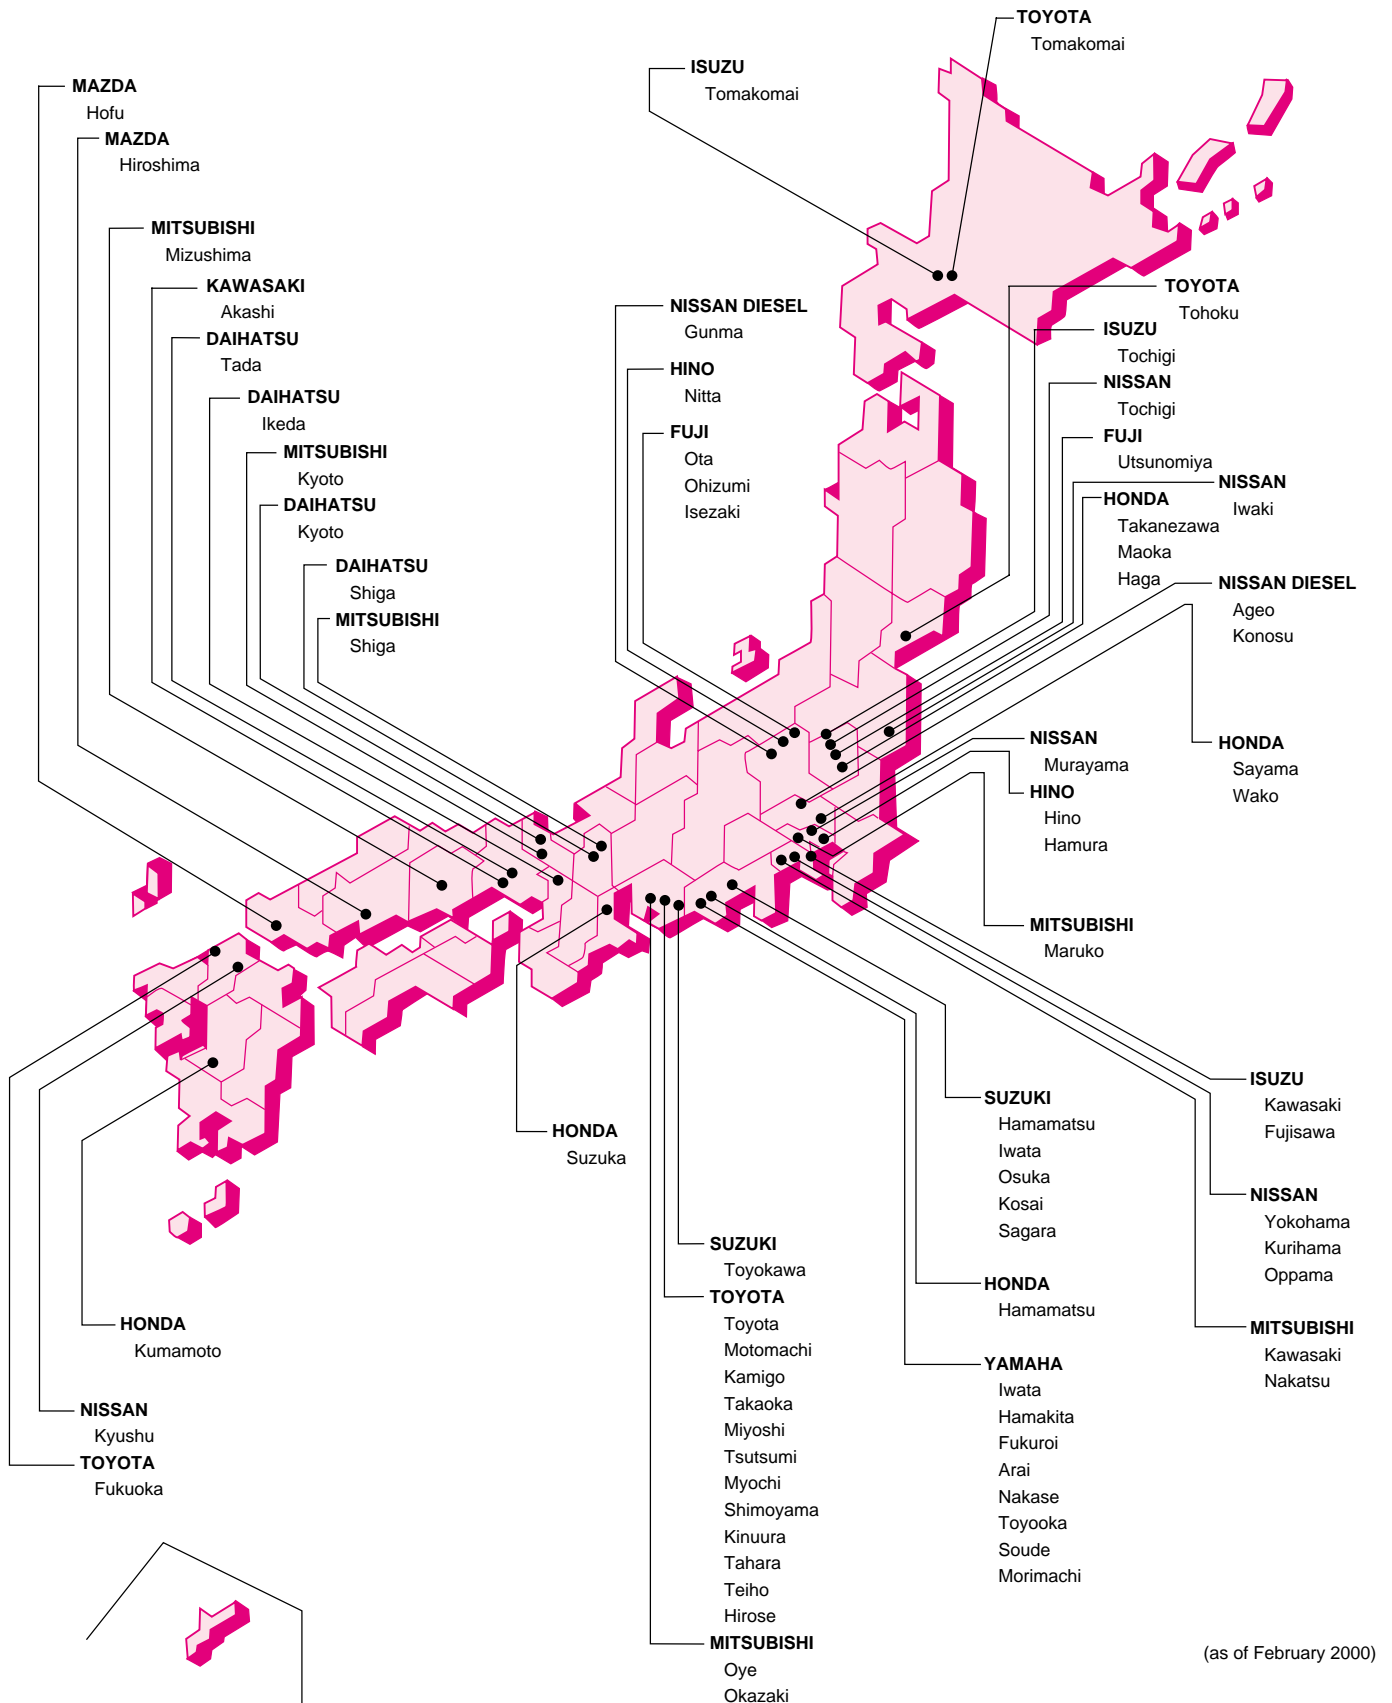 TOYOTA
Tomakomai
ISUZU
Tomakomai
MAZDA
Hofu
MAZDA
Hiroshima
MITSUBISHI
Mizushima
KAWASAKI
Akashi
DAIHATSU
Tada
DAIHATSU
Ikeda
MITSUBISHI
Kyoto
DAIHATSU
Kyoto
DAIHATSU
Shiga
MITSUBISHI
Shiga
NISSAN DIESEL
Gunma
HINO
Nitta
FUJI
Ota
Ohizumi
Isezaki
TOYOTA
Tohoku
ISUZU
Tochigi
NISSAN
Tochigi
FUJI
Utsunomiya
NISSAN
Iwaki
HONDA
Takanezawa
Maoka
Haga
NISSAN DIESEL
Ageo
Konosu
HONDA
Sayama
Wako
NISSAN
Murayama
HINO
Hino
Hamura
MITSUBISHI
Maruko
ISUZU
Kawasaki
Fujisawa
NISSAN
Yokohama
Kurihama
Oppama
MITSUBISHI
Kawasaki
Nakatsu
SUZUKI
Hamamatsu
Iwata
Osuka
Kosai
Sagara
HONDA
Hamamatsu
YAMAHA
Iwata
Hamakita
Fukuroi
Arai
Nakase
Toyooka
Soude
Morimachi
HONDA
Suzuka
SUZUKI
Toyokawa
TOYOTA
Toyota
Motomachi
Kamigo
Takaoka
Miyoshi
Tsutsumi
Myochi
Shimoyama
Kinuura
Tahara
Teiho
Hirose
MITSUBISHI
Oye
Okazaki
HONDA
Kumamoto
NISSAN
Kyushu
TOYOTA
Fukuoka
(as of February 2000)